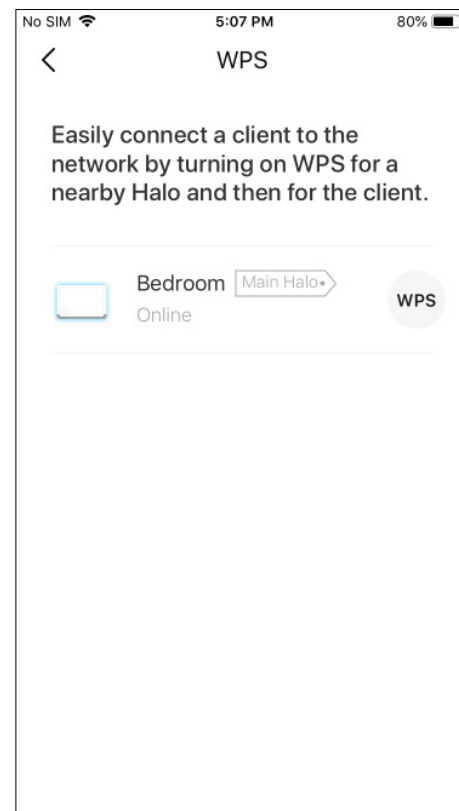 No SIM 5:07 PM 80%
WPS
Easily connect a client to the
network by turning on WPS for a
nearby Halo and then for the client.
Bedroom Main Halo
Online
WPS